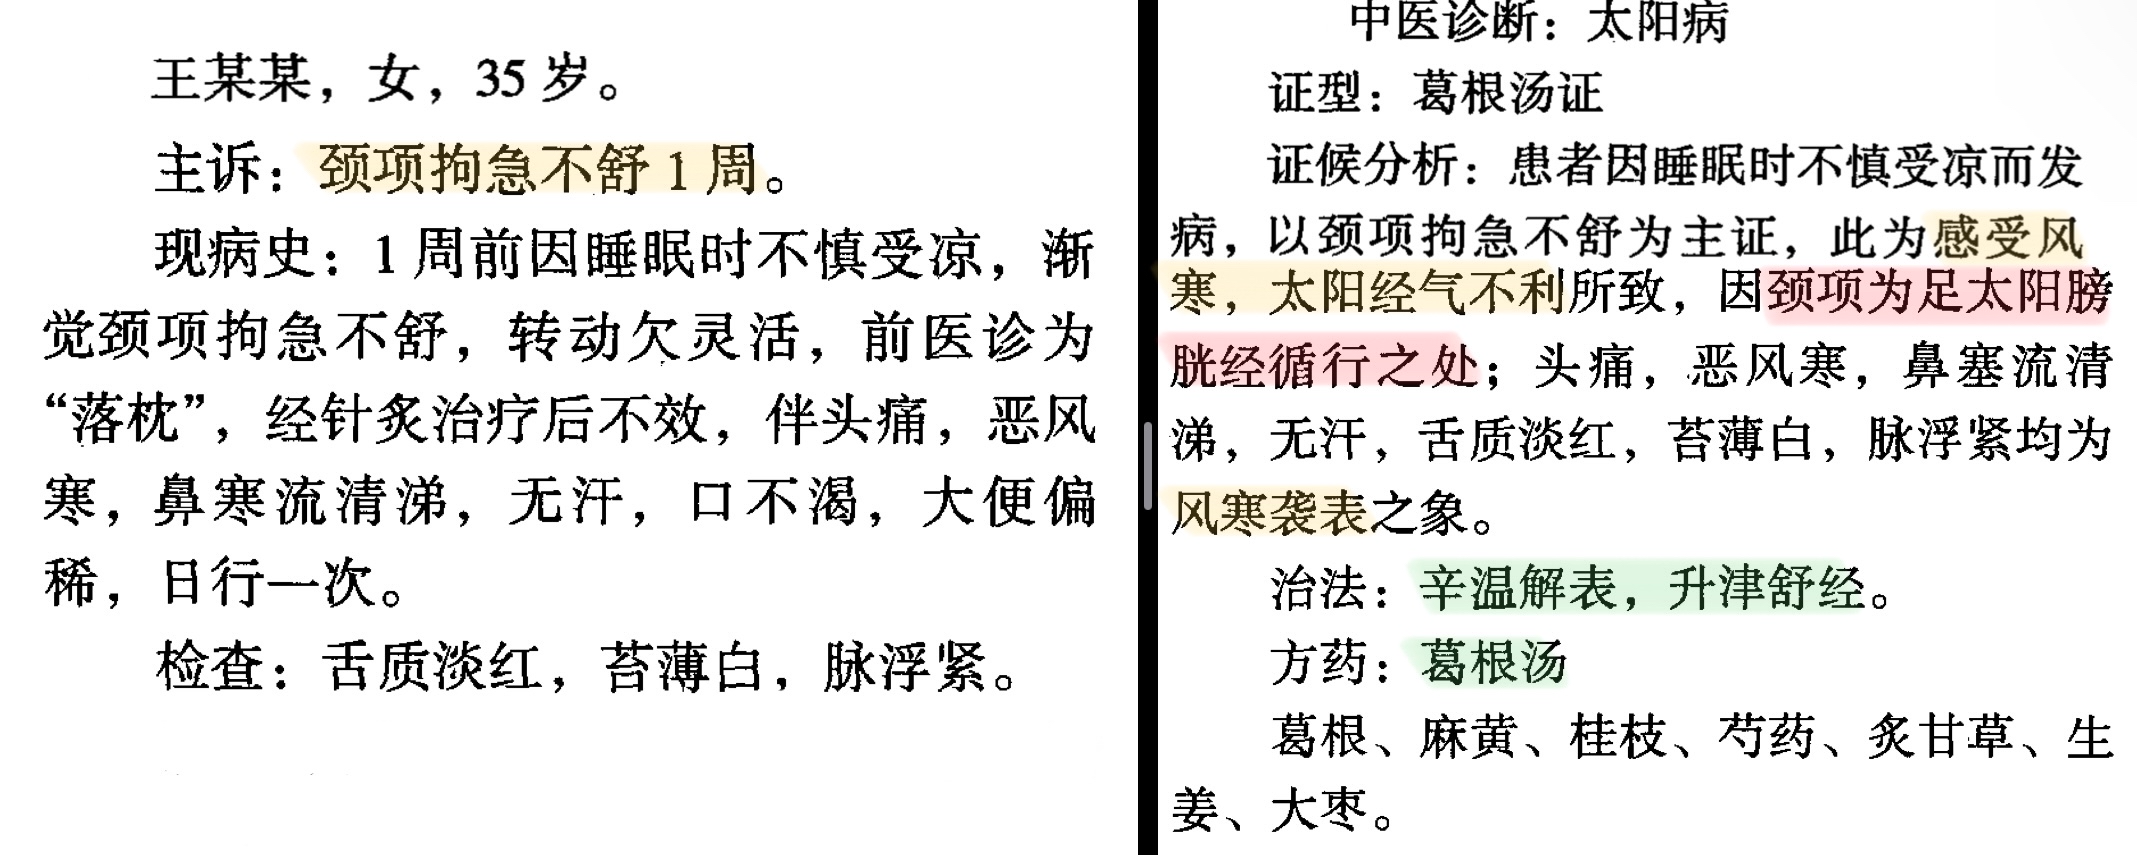 王某某，女，35岁。
主诉：颈项拘急不舒1周。
现病史：1周前因睡眠时不慎受凉，渐
觉颈项拘急不舒，转动欠灵活，前医诊为
“落枕”，经针炙治疗后不效，伴头痛，恶风
寒，鼻寒流清涕，无汗，口不渴，大便偏
稀，日行一次。
检查：舌质淡红，苔薄白，脉浮紧。
中医诊断：太阳病
证型：葛根汤证
证候分析：患者因睡眠时不慎受凉而发
病，以颈项拘急不舒为主证，此为感受风
寒，太阳经气不利所致，因颈项为足太阳膀
胱经循行之处；头痛，恶风寒，鼻塞流清
涕，无汗，舌质淡红，苔薄白，脉浮紧均为
风寒袭表之象。
治法：辛温解表，升津舒经。
方药：葛根汤
葛根、麻黄、桂枝、芍药、炙甘草、生
姜、大枣。